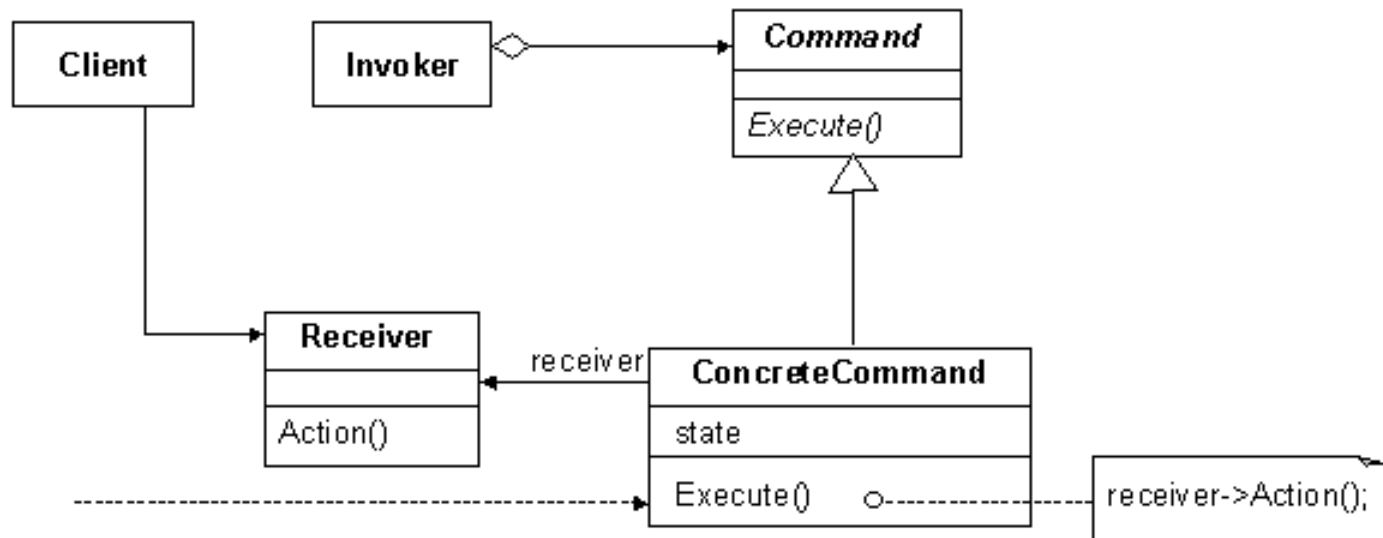 Client
Invoker
Command
Execute()
Receiver
Action()
receiver
ConcreteCommand
state
Execute()
receiver->Action();